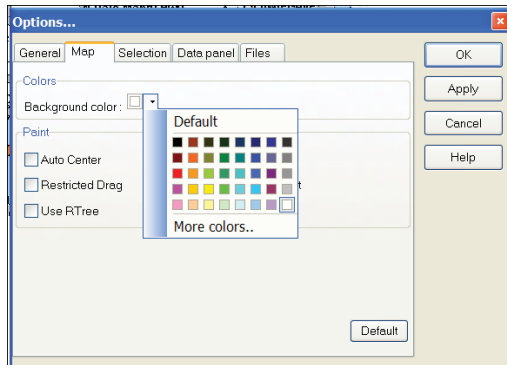 Options...
General Map Selection Data panel Files
Colors
Background color:
Default
More colors..
Paint
Auto Center
Restricted Drag
Use RTree
Default
OK
Apply
Cancel
Help